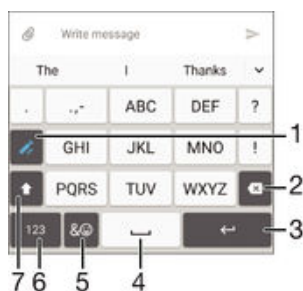 Write message
The I Thanks
. .,- ABC DEF ?
GHI JKL MNO ! 1
PQRS TUV WXYZ 2
123 &☺ 3
7 6 5 4